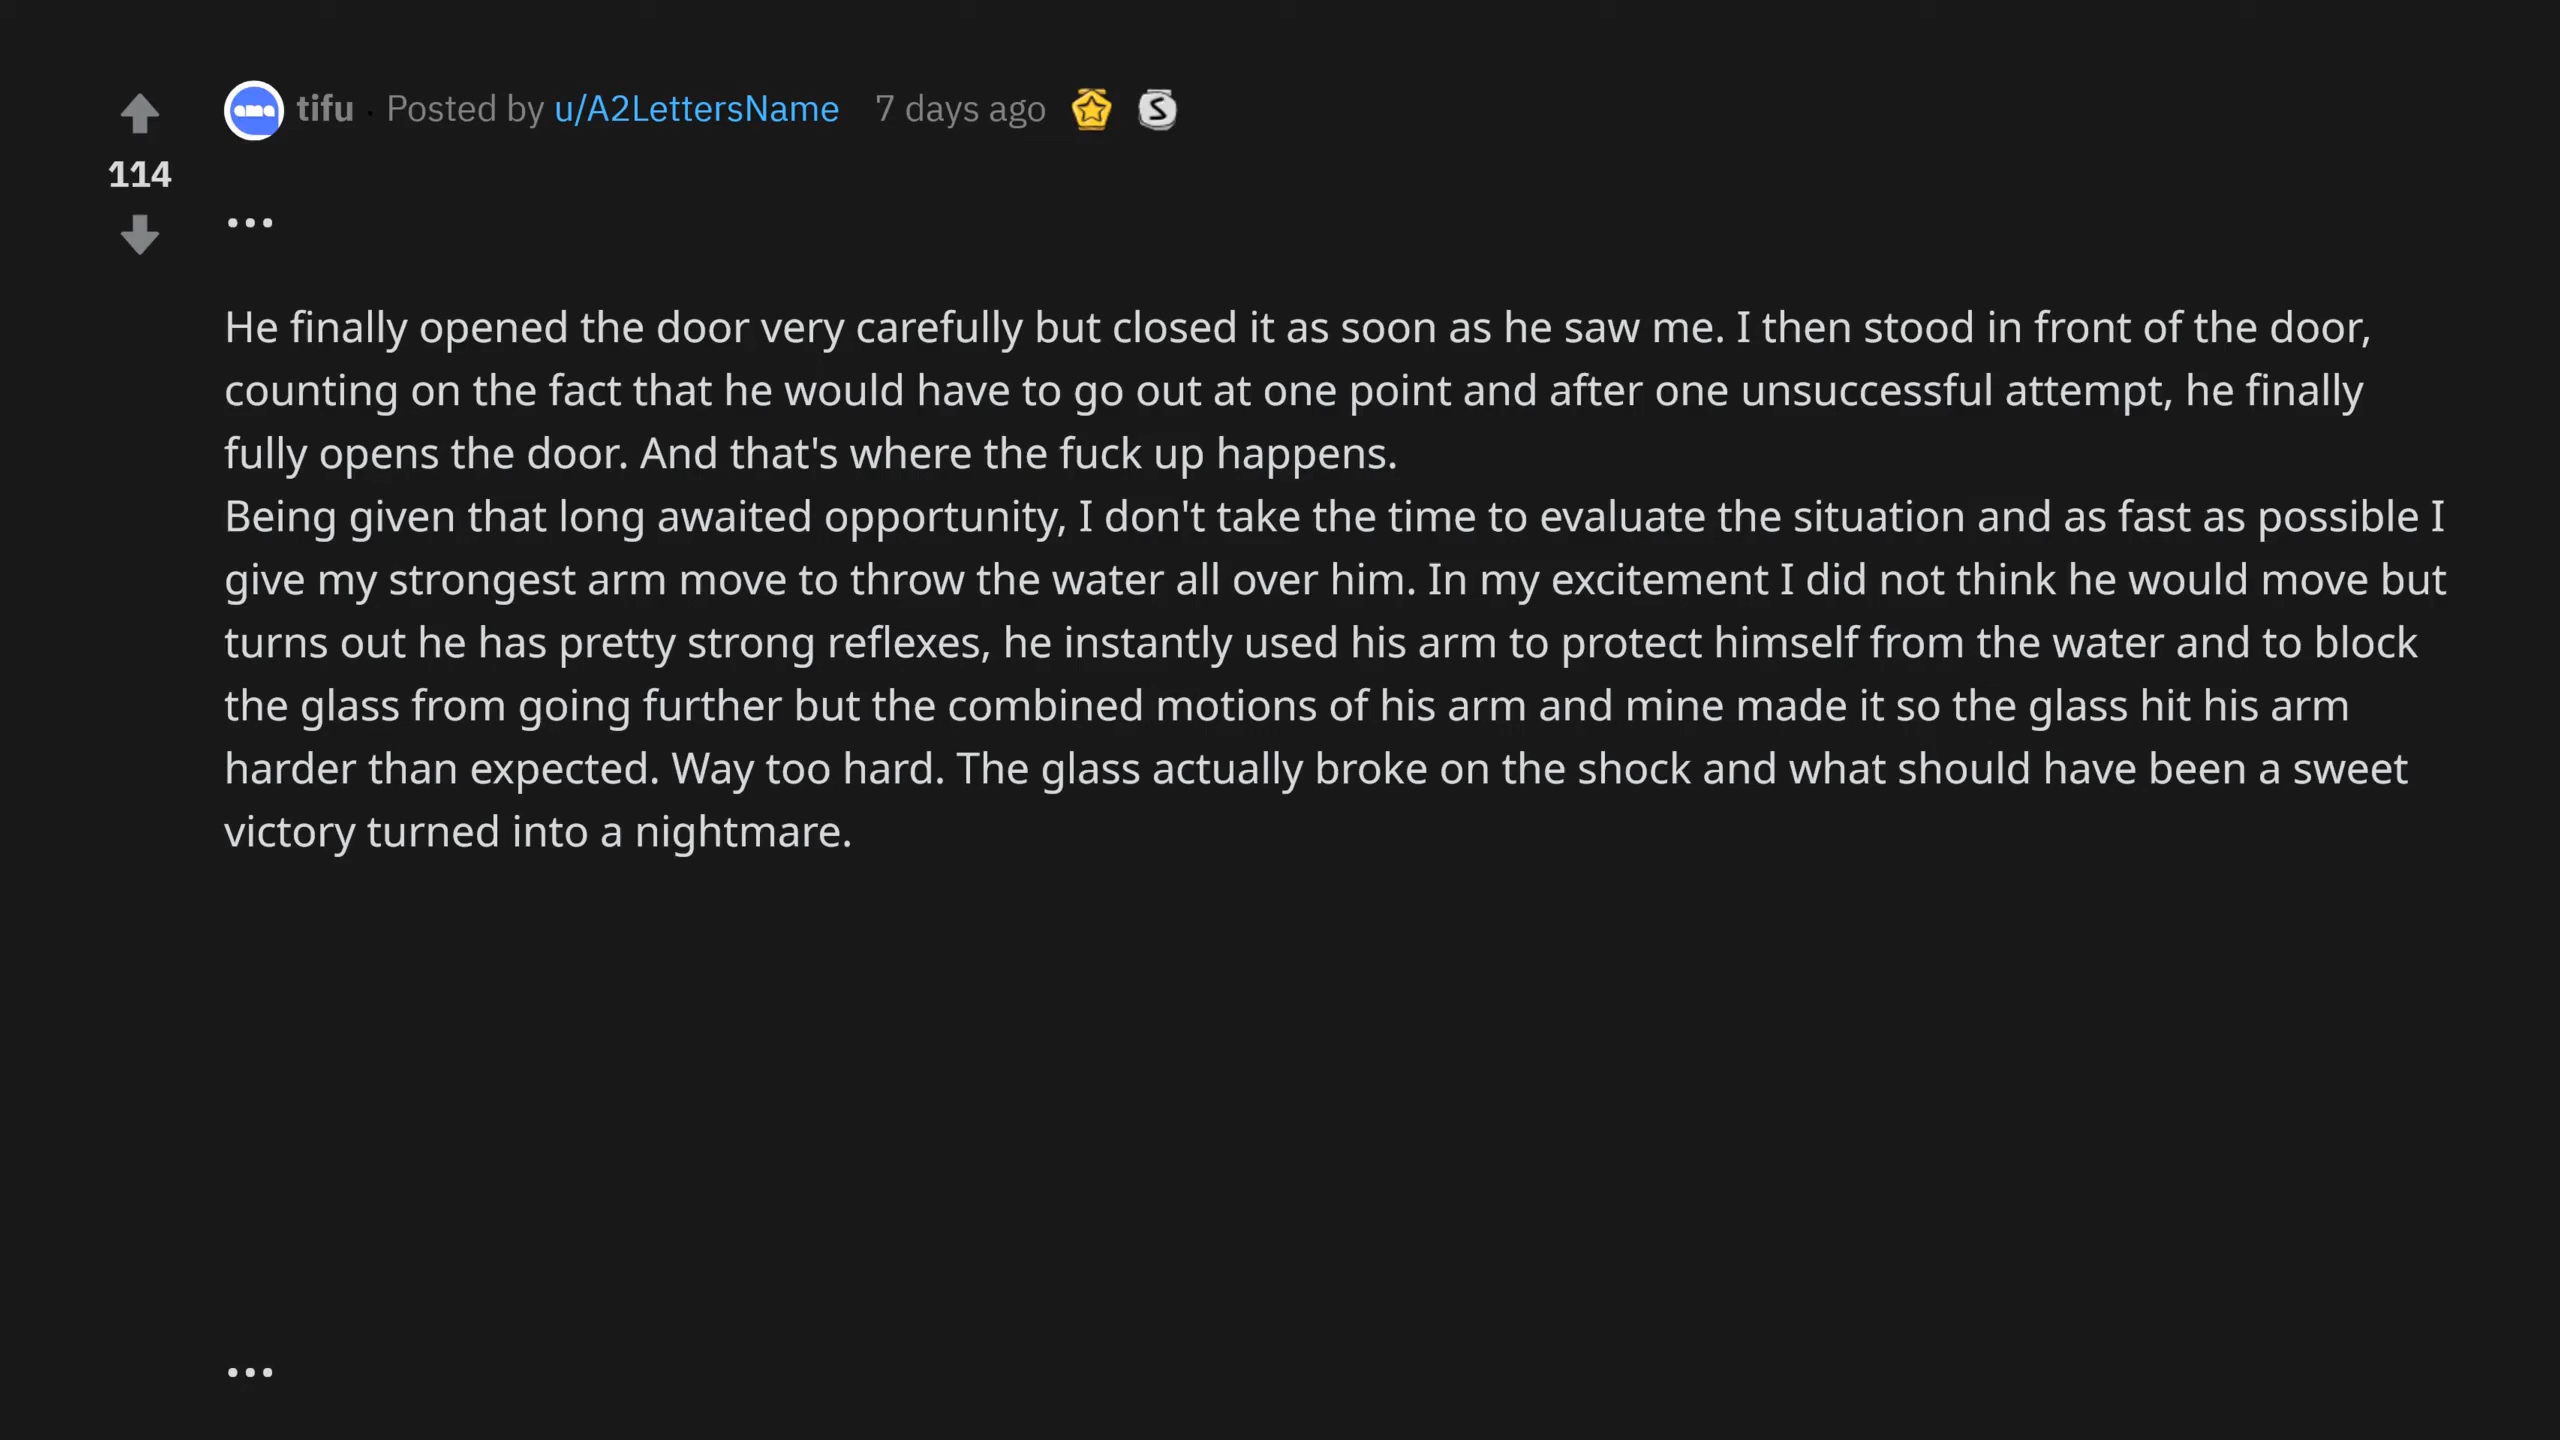 tifu · Posted by u/A2LettersName 7 days ago
114
...
He finally opened the door very carefully but closed it as soon as he saw me. I then stood in front of the door,
counting on the fact that he would have to go out at one point and after one unsuccessful attempt, he finally
fully opens the door. And that's where the fuck up happens.
Being given that long awaited opportunity, I don't take the time to evaluate the situation and as fast as possible I
give my strongest arm move to throw the water all over him. In my excitement I did not think he would move but
turns out he has pretty strong reflexes, he instantly used his arm to protect himself from the water and to block
the glass from going further but the combined motions of his arm and mine made it so the glass hit his arm
harder than expected. Way too hard. The glass actually broke on the shock and what should have been a sweet
victory turned into a nightmare.
...